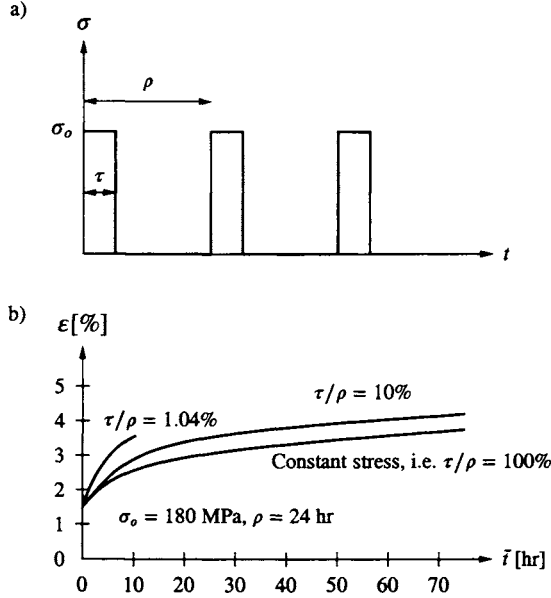 a)
σ
ρ
σₒ
τ
t
b)
ε[%]
5
4
3
2
1
0
τ/ρ = 1.04%
τ/ρ = 10%
Constant stress, i.e. τ/ρ = 100%
σₒ = 180 MPa, ρ = 24 hr
0 10 20 30 40 50 60 70
t̄ [hr]